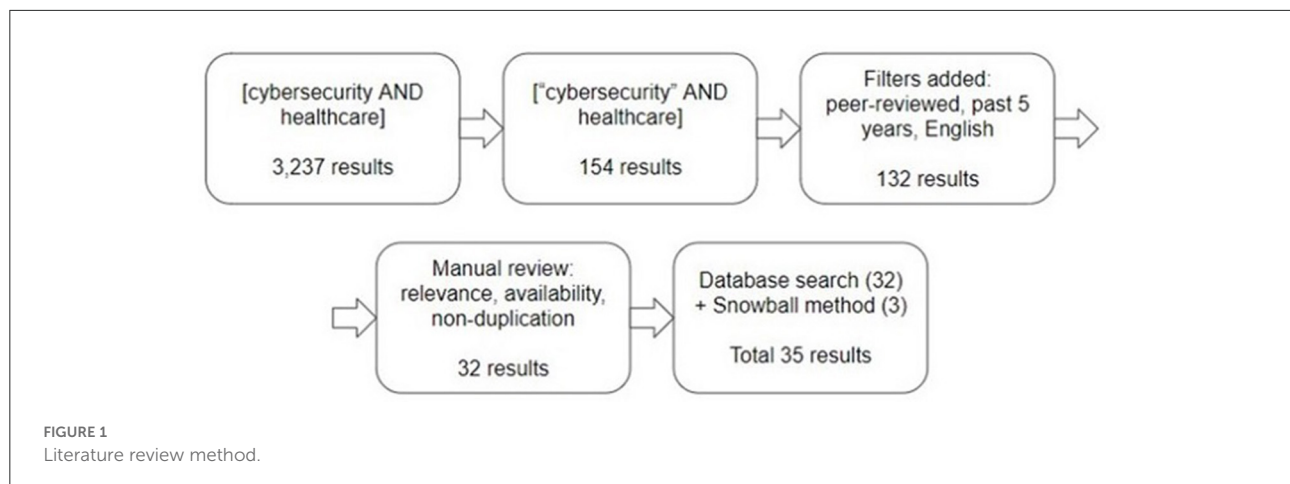 [cybersecurity AND
healthcare]
3,237 results
[“cybersecurity” AND
healthcare]
154 results
Filters added:
peer-reviewed, past 5
years, English
132 results
Manual review:
relevance, availability,
non-duplication
32 results
Database search (32)
+ Snowball method (3)
Total 35 results
FIGURE 1
Literature review method.